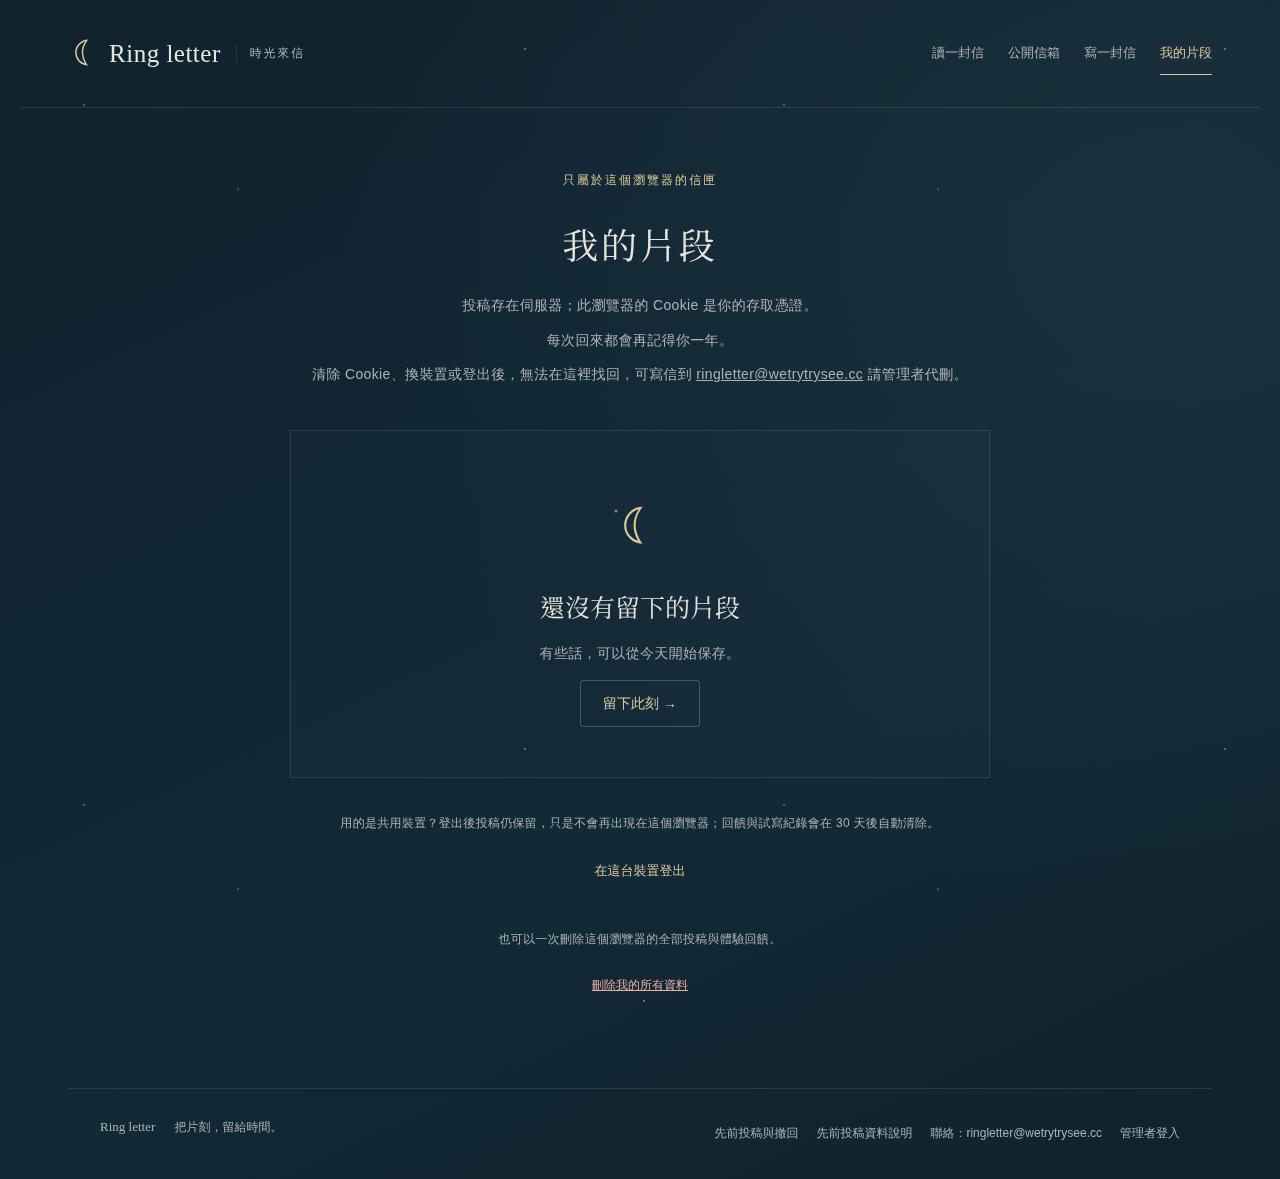 Ring letter 時光來信
讀一封信 公開信箱 寫一封信 我的片段
只屬於這個瀏覽器的信匣
我的片段
投稿存在伺服器；此瀏覽器的 Cookie 是你的存取憑證。
每次回來都會再記得你一年。
清除 Cookie、換裝置或登出後，無法在這裡找回，可寫信到 ringletter@wetrytrysee.cc 請管理者代刪。
還沒有留下的片段
有些話，可以從今天開始保存。
留下此刻 →
用的是共用裝置？登出後投稿仍保留，只是不會再出現在這個瀏覽器；回饋與試寫紀錄會在 30 天後自動清除。
在這台裝置登出
也可以一次刪除這個瀏覽器的全部投稿與體驗回饋。
刪除我的所有資料
Ring letter 把片刻，留給時間。
先前投稿與撤回 先前投稿資料說明 聯絡：ringletter@wetrytrysee.cc 管理者登入